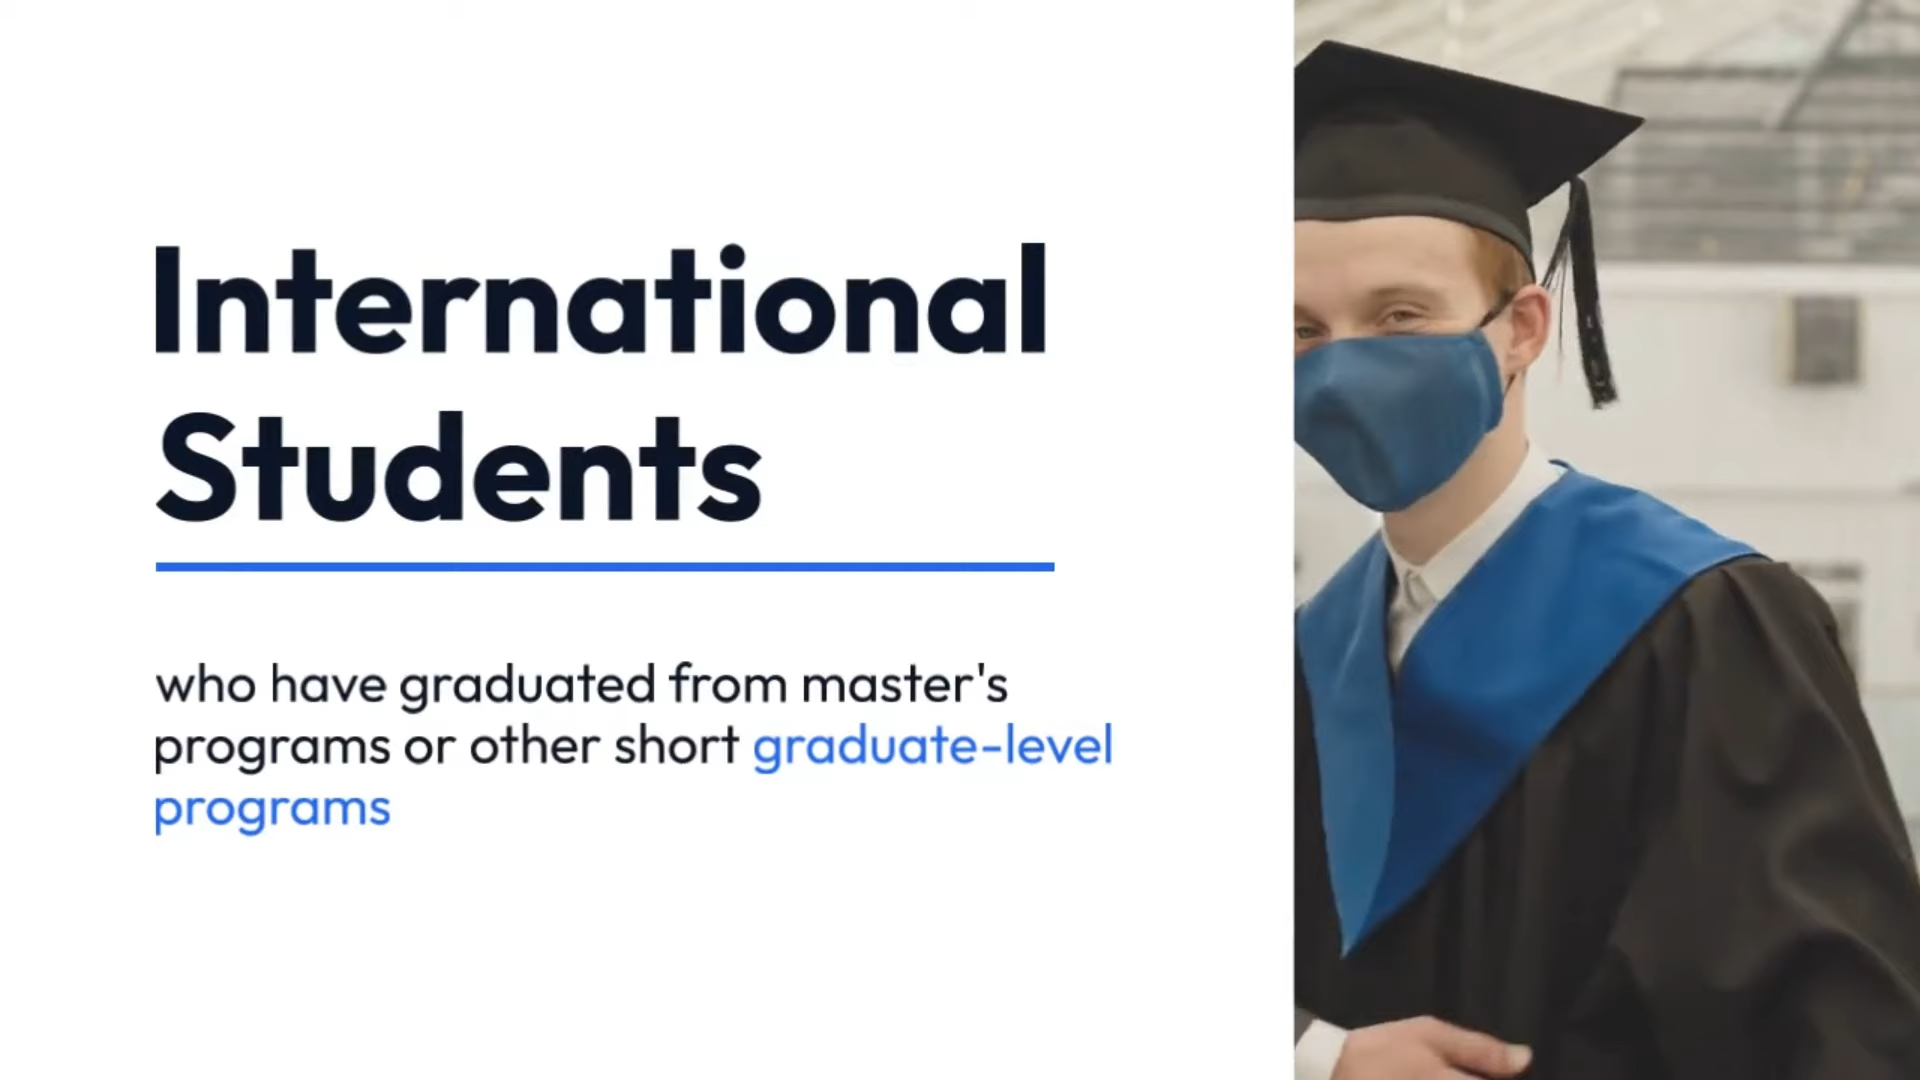 International
Students
who have graduated from master's
programs or other short graduate-level
programs